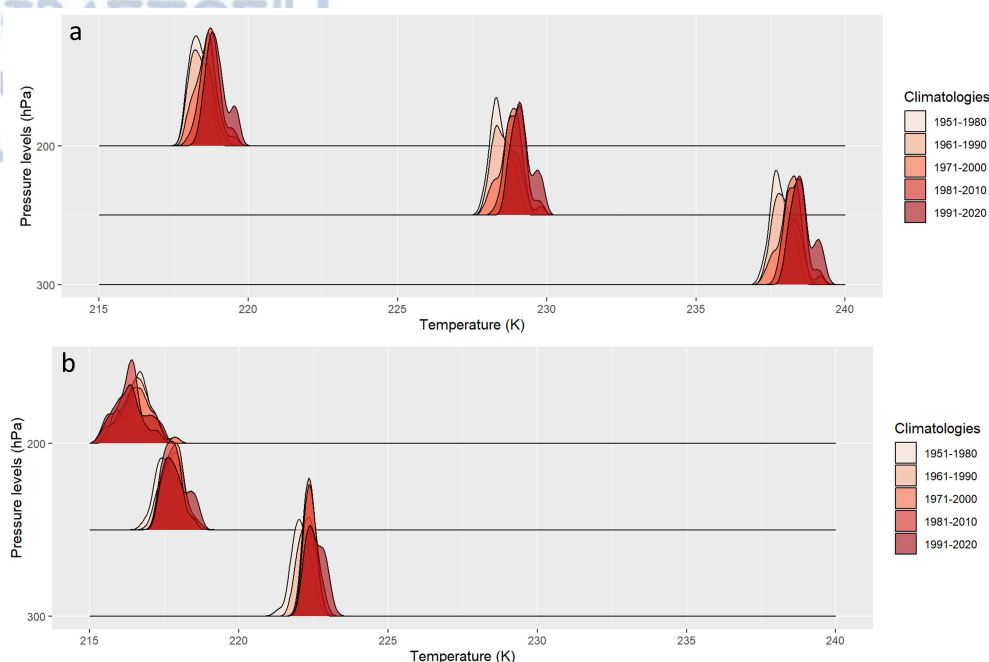 a
Pressure levels (hPa)
200
300
215 220 225 230 235 240
Temperature (K)
Climatologies
1951-1980
1961-1990
1971-2000
1981-2010
1991-2020
b
Pressure levels (hPa)
200
300
215 220 225 230 235 240
Temperature (K)
Climatologies
1951-1980
1961-1990
1971-2000
1981-2010
1991-2020